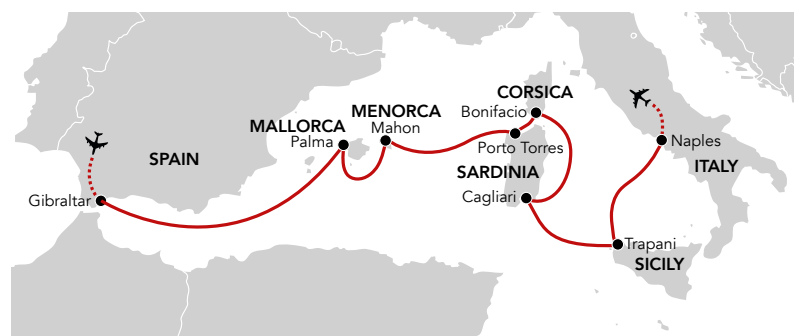 CORSICA
Bonifacio
MENORCA
Mahon
MALLORCA
Palma
Porto Torres
Naples
SPAIN
SARDINIA
ITALY
Cagliari
Gibraltar
Trapani
SICILY